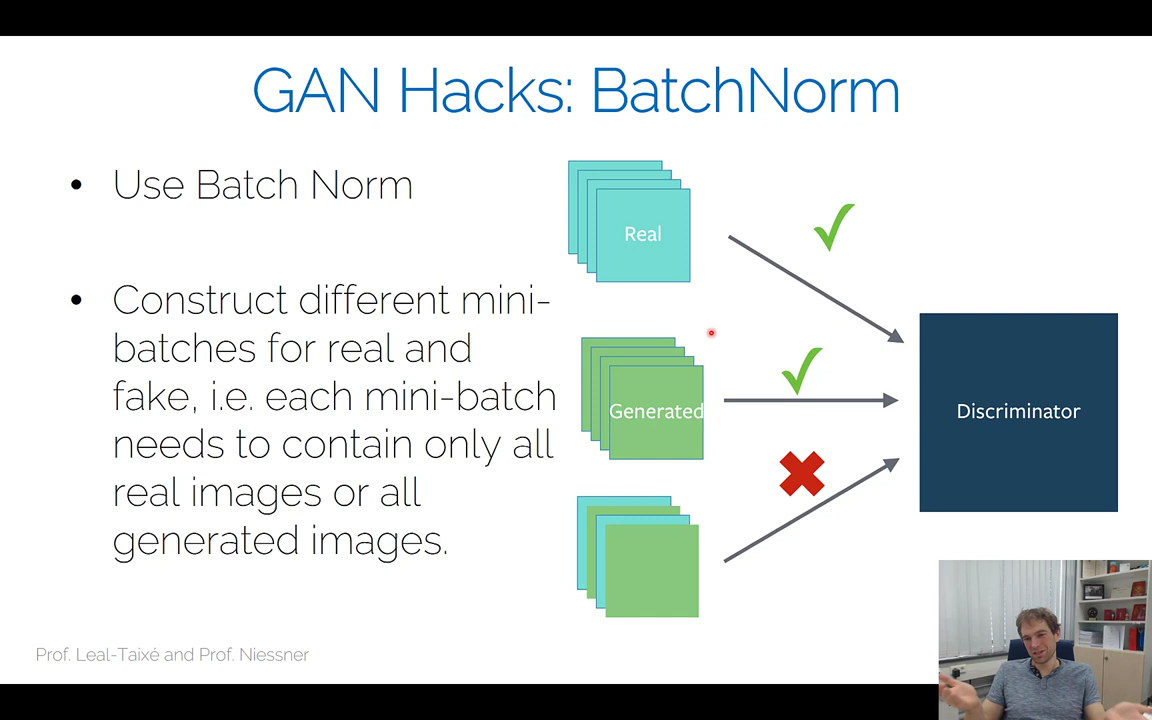 GAN Hacks: BatchNorm
• Use Batch Norm
• Construct different mini-
batches for real and
fake, i.e. each mini-batch
needs to contain only all
real images or all
generated images.
Real
Generated
Discriminator
Prof. Leal-Taixé and Prof. Niessner